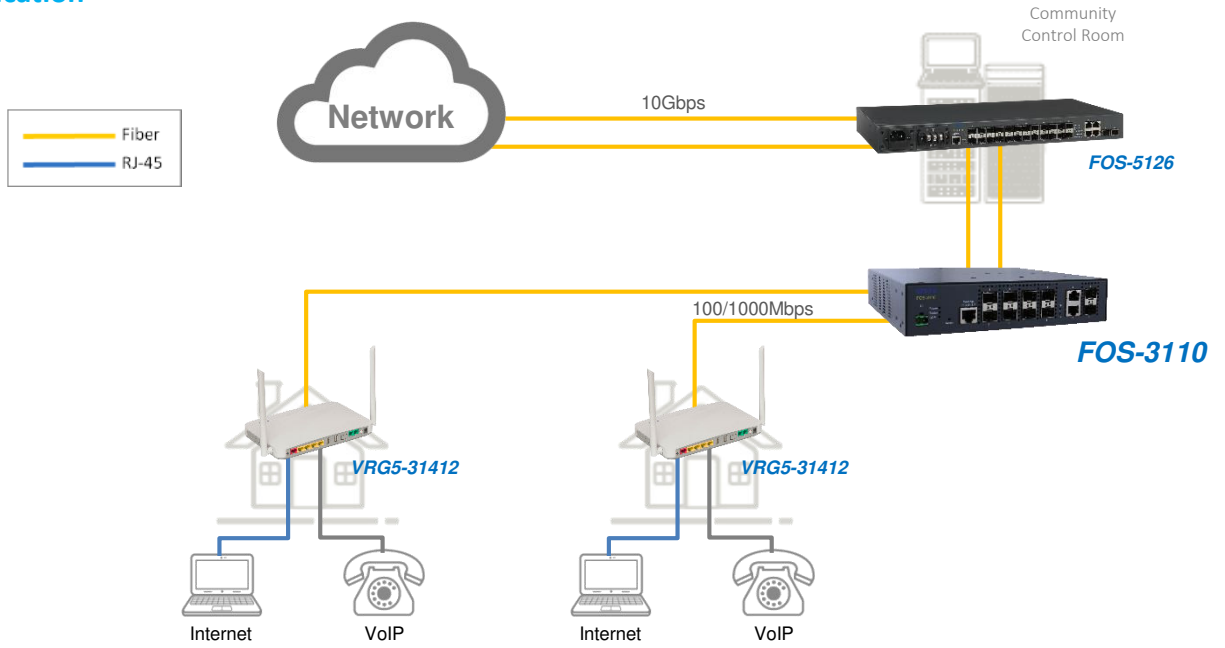 Community
Control Room
10Gbps
Network
Fiber
RJ-45
FOS-5126
100/1000Mbps
FOS-3110
VRG5-31412
VRG5-31412
Internet
VoIP
Internet
VoIP